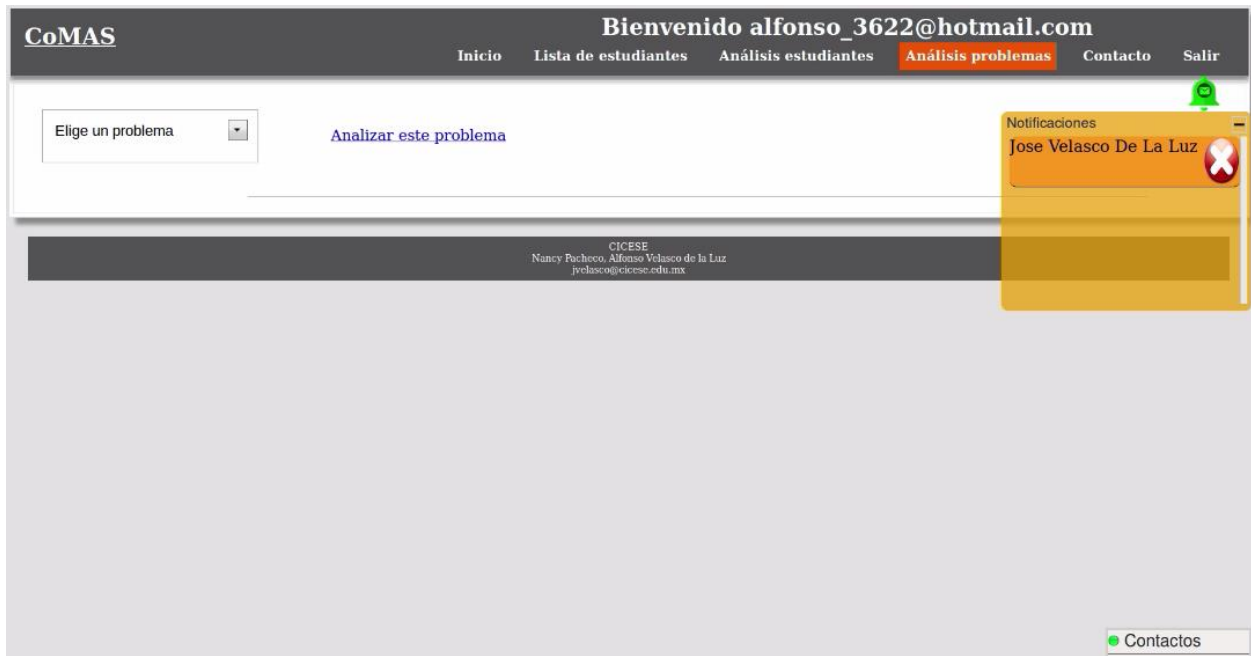 CoMAS
Bienvenido alfonso_3622@hotmail.com
Inicio Lista de estudiantes Análisis estudiantes Análisis problemas Contacto Salir
Elige un problema
Analizar este problema
Notificaciones
Jose Velasco De La Luz
CICESE
Nancy Pacheco, Alfonso Velasco de la Luz
jvelasco@cicese.edu.mx
Contactos